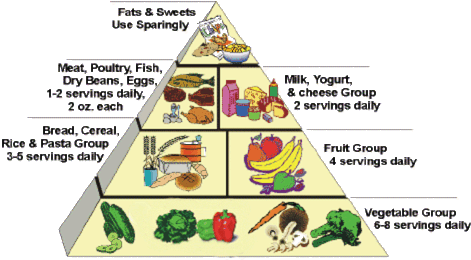 Fats & Sweets
Use Sparingly
Meat, Poultry, Fish,
Dry Beans, Eggs,
1-2 servings daily,
2 oz. each
Milk, Yogurt,
& cheese Group
2 servings daily
Bread, Cereal,
Rice & Pasta Group
3-5 servings daily
Fruit Group
4 servings daily
Vegetable Group
6-8 servings daily